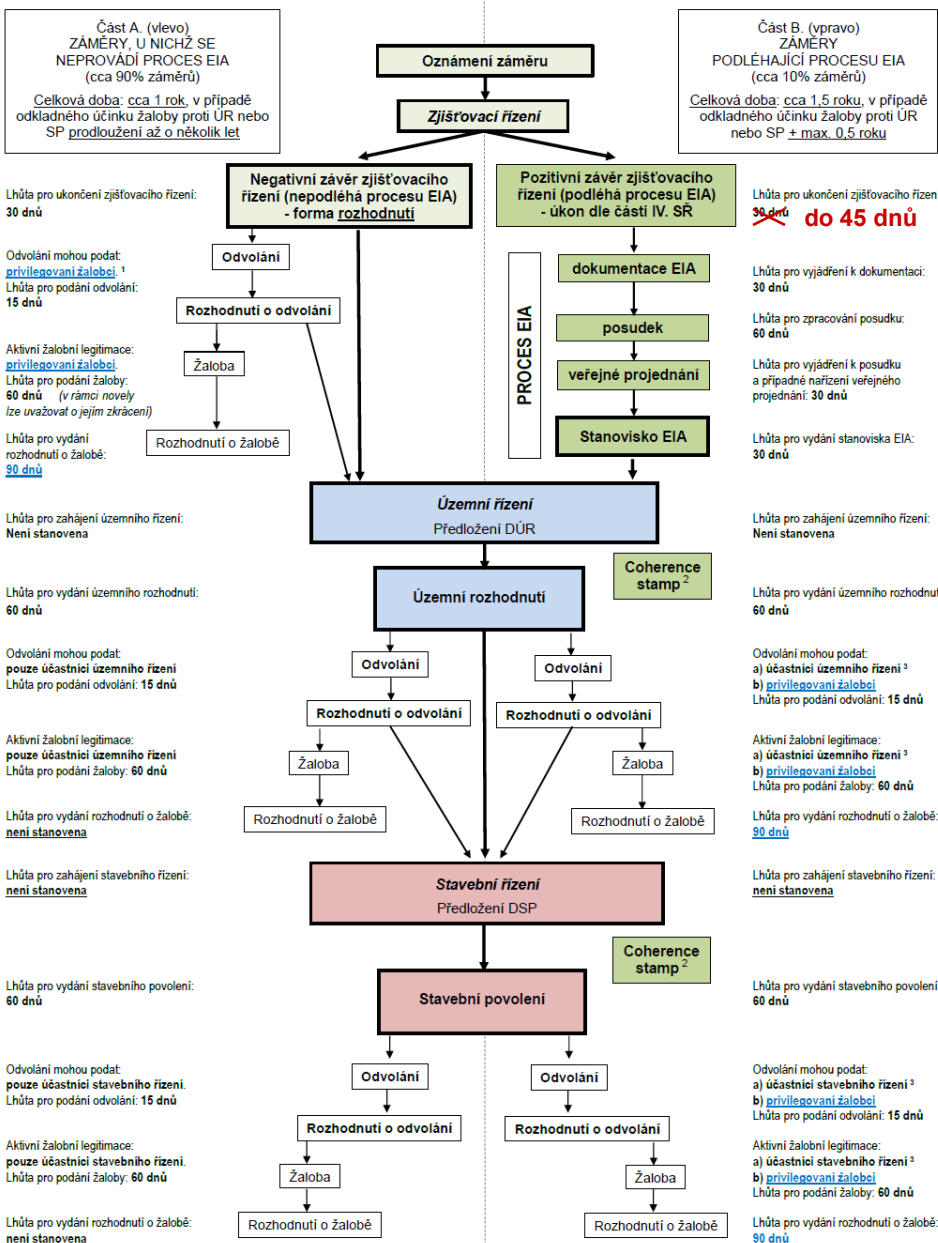 Část A. (vlevo)
ZÁMĚRY, U NICHŽ SE
NEPROVÁDÍ PROCES EIA
(cca 90% záměrů)
Celková doba: cca 1 rok, v případě
odkladného účinku žaloby proti ÚR nebo
SP prodloužení až o několik let
Část B. (vpravo)
ZÁMĚRY
PODLÉHAJÍCÍ PROCESU EIA
(cca 10% záměrů)
Celková doba: cca 1,5 roku, v případě
odkladného účinku žaloby proti ÚR
nebo SP + max. 0,5 roku
Oznámení záměru
Zjišťovací řízení
Negativní závěr zjišťovacího
řízení (nepodléhá procesu EIA)
- forma rozhodnutí
Pozitivní závěr zjišťovacího
řízení (podléhá procesu EIA)
- úkon dle části IV. SŘ
Lhůta pro ukončení zjišťovacího řízení:
30 dnů
Lhůta pro ukončení zjišťovacího řízen
30 dnů do 45 dnů
Odvolání mohou podat:
privilegovaní žalobci. 1
Lhůta pro podání odvolání:
15 dnů
Odvolání
Rozhodnutí o odvolání
Aktivní žalobní legitimace:
privilegovaní žalobci.
Lhůta pro podání žaloby:
60 dnů (v rámci novely
lze uvažovat o jejím zkrácení)
Žaloba
Lhůta pro vydání
rozhodnutí o žalobě:
90 dnů
Rozhodnutí o žalobě
PROCES EIA
dokumentace EIA
posudek
veřejné projednání
Stanovisko EIA
Lhůta pro vyjádření k dokumentaci:
30 dnů
Lhůta pro zpracování posudku:
60 dnů
Lhůta pro vyjádření k posudku
a případné nařízení veřejného
projednání: 30 dnů
Lhůta pro vydání stanoviska EIA:
30 dnů
Územní řízení
Předložení DÚR
Lhůta pro zahájení územního řízení:
Není stanovena
Lhůta pro zahájení územního řízení:
Není stanovena
Coherence
stamp 2
Územní rozhodnutí
Lhůta pro vydání územního rozhodnutí:
60 dnů
Lhůta pro vydání územního rozhodnut
60 dnů
Odvolání mohou podat:
pouze účastníci územního řízení
Lhůta pro podání odvolání: 15 dnů
Odvolání
Odvolání
Odvolání mohou podat:
a) účastníci územního řízení 3
b) privilegovaní žalobci
Lhůta pro podání odvolání: 15 dnů
Rozhodnutí o odvolání
Rozhodnutí o odvolání
Aktivní žalobní legitimace:
pouze účastníci územního řízení
Lhůta pro podání žaloby: 60 dnů
Žaloba
Žaloba
Aktivní žalobní legitimace:
a) účastníci územního řízení 3
b) privilegovaní žalobci
Lhůta pro podání žaloby: 60 dnů
Lhůta pro vydání rozhodnutí o žalobě:
není stanovena
Rozhodnutí o žalobě
Rozhodnutí o žalobě
Lhůta pro vydání rozhodnutí o žalobě:
90 dnů
Lhůta pro zahájení stavebního řízení:
není stanovena
Stavební řízení
Předložení DSP
Lhůta pro zahájení stavebního řízení:
není stanovena
Coherence
stamp 2
Lhůta pro vydání stavebního povolení:
60 dnů
Stavební povolení
Lhůta pro vydání stavebního povolení
60 dnů
Odvolání mohou podat:
pouze účastníci stavebního řízení.
Lhůta pro podání odvolání: 15 dnů
Odvolání
Odvolání
Odvolání mohou podat:
a) účastníci stavebního řízení 3
b) privilegovaní žalobci
Lhůta pro podání odvolání: 15 dnů
Rozhodnutí o odvolání
Rozhodnutí o odvolání
Aktivní žalobní legitimace:
pouze účastníci stavebního řízení.
Lhůta pro podání žaloby: 60 dnů
Žaloba
Žaloba
Aktivní žalobní legitimace:
a) účastníci stavebního řízení 3
b) privilegovaní žalobci
Lhůta pro podání žaloby: 60 dnů
Lhůta pro vydání rozhodnutí o žalobě:
není stanovena
Rozhodnutí o žalobě
Rozhodnutí o žalobě
Lhůta pro vydání rozhodnutí o žalobě:
90 dnů